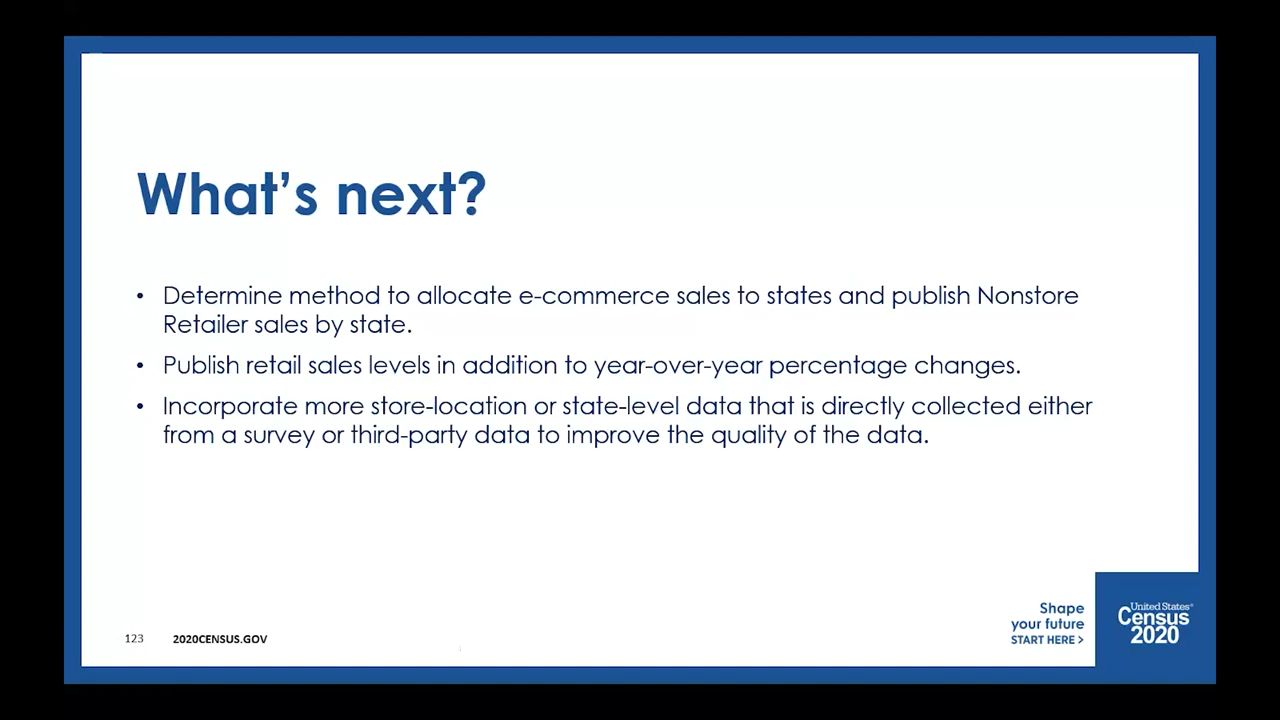 What's next?
• Determine method to allocate e-commerce sales to states and publish Nonstore
Retailer sales by state.
• Publish retail sales levels in addition to year-over-year percentage changes.
• Incorporate more store-location or state-level data that is directly collected either
from a survey or third-party data to improve the quality of the data.
123 2020CENSUS.GOV
Shape
your future
START HERE >
United States®
Census
2020